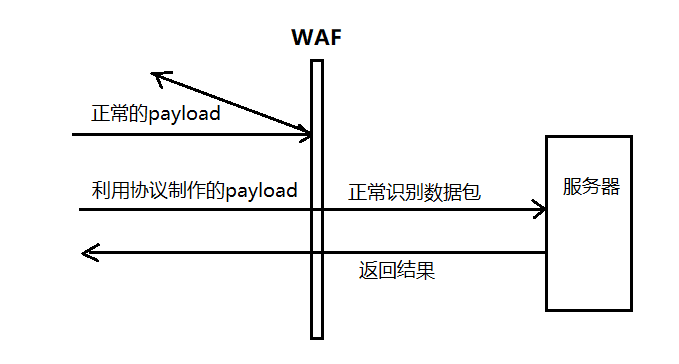 WAF
正常的payload
利用协议制作的payload
正常识别数据包
服务器
返回结果